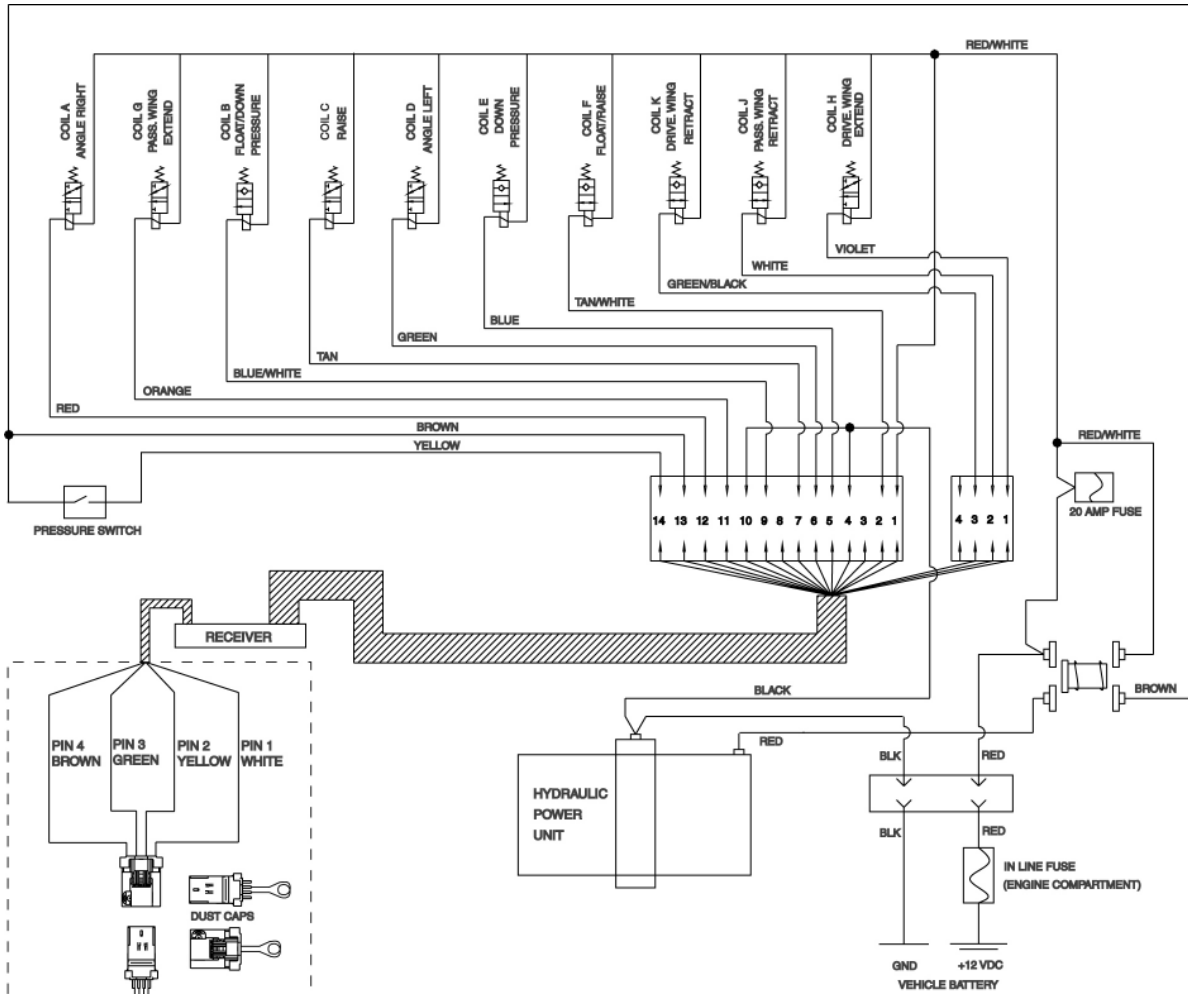 RED/WHITE
COIL A
ANGLE RIGHT
COIL G
PASS. WING
EXTEND
COIL B
FLOAT/DOWN
PRESSURE
COIL C
RAISE
COIL D
ANGLE LEFT
COIL E
DOWN
PRESSURE
COIL F
FLOAT/RAISE
COIL K
DRIVE. WING
RETRACT
COIL J
PASS. WING
RETRACT
COIL H
DRIVE. WING
EXTEND
VIOLET
WHITE
GREEN/BLACK
TAN/WHITE
BLUE
GREEN
TAN
BLUE/WHITE
ORANGE
RED
BROWN
YELLOW
RED/WHITE
PRESSURE SWITCH
14 13 12 11 10 9 8 7 6 5 4 3 2 1
4 3 2 1
20 AMP FUSE
RECEIVER
BLACK
BROWN
RED
PIN 4
BROWN
PIN 3
GREEN
PIN 2
YELLOW
PIN 1
WHITE
BLK
RED
HYDRAULIC
POWER
UNIT
BLK
RED
IN LINE FUSE
(ENGINE COMPARTMENT)
DUST CAPS
GND
+12 VDC
VEHICLE BATTERY